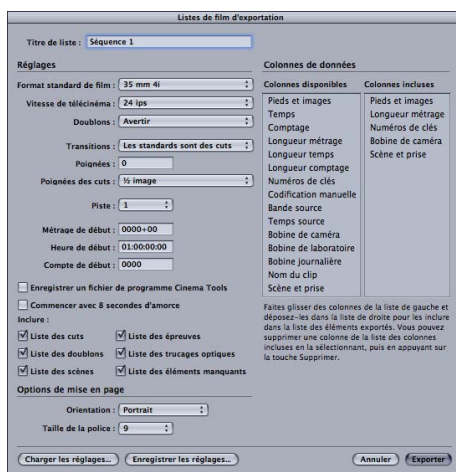 Listes de film d'exportation
Titre de liste : Séquence 1
Réglages
Format standard de film : 35 mm 4i
Vitesse de télécinéma : 24 ips
Doublons : Avertir
Transitions : Les standards sont des cuts
Poignées : 0
Poignées des cuts : ½ image
Piste : 1
Métrage de début : 0000+00
Heure de début : 01:00:00:00
Compte de début : 0000
Enregistrer un fichier de programme Cinema Tools
Commencer avec 8 secondes d'amorce
Inclure :
Liste des cuts Liste des épreuves
Liste des doublons Liste des trucages optiques
Liste des scènes Liste des éléments manquants
Options de mise en page
Orientation : Portrait
Taille de la police : 9
Colonnes de données
Colonnes disponibles
Pieds et images
Temps
Comptage
Longueur métrage
Longueur temps
Longueur comptage
Numéros de clés
Codification manuelle
Bande source
Temps source
Bobine de caméra
Bobine de laboratoire
Bobine journalière
Nom du clip
Scène et prise
Colonnes incluses
Pieds et images
Longueur métrage
Numéros de clés
Bobine de caméra
Scène et prise
Faites glisser des colonnes de la liste de gauche et
déposez-les dans la liste de droite pour les inclure
dans la liste des éléments exportés. Vous pouvez
supprimer une colonne de la liste des colonnes
incluses en la sélectionnant, puis en appuyant sur
la touche Supprimer.
Charger les réglages... Enregistrer les réglages... Annuler Exporter